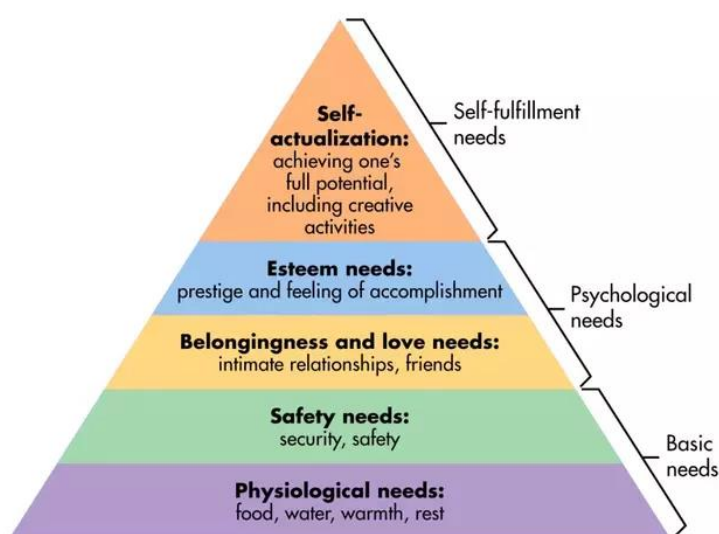 Self-
actualization:
achieving one's
full potential,
including creative
activities
Self-fulfillment
needs
Esteem needs:
prestige and feeling of accomplishment
Belongingness and love needs:
intimate relationships, friends
Psychological
needs
Safety needs:
security, safety
Physiological needs:
food, water, warmth, rest
Basic
needs